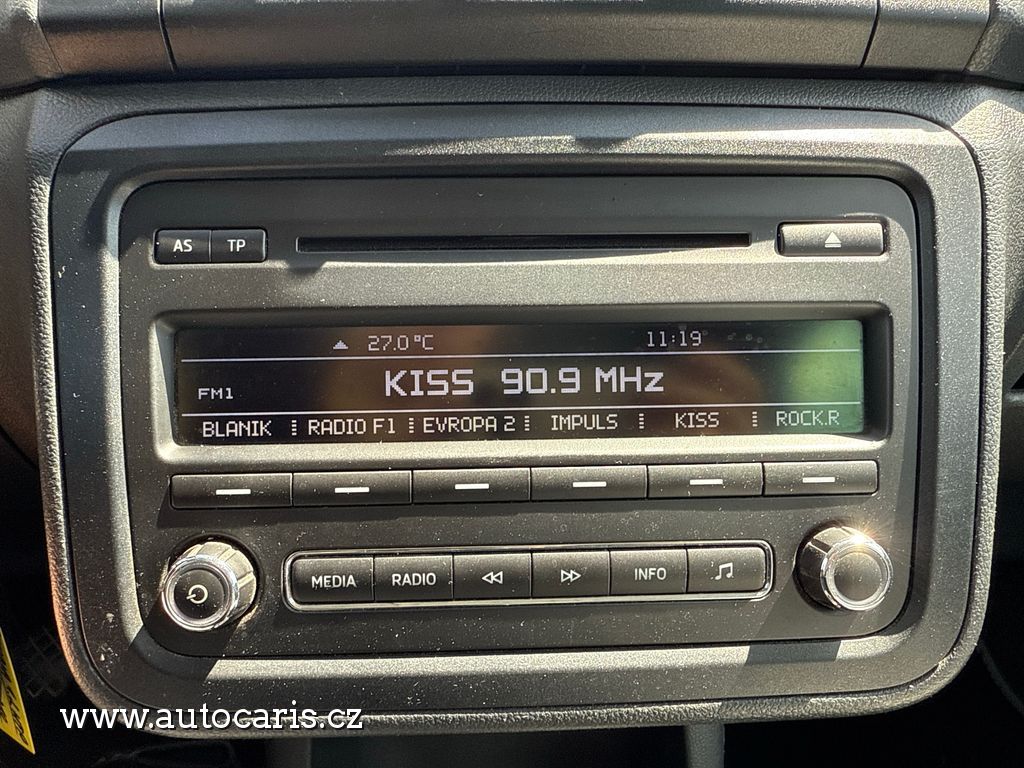 AS TP
27.0 °C 11:19
FM1 KISS 90.9 MHz
BLANIK RADIO F1 EVROPA 2 IMPULS KISS ROCK.R
MEDIA RADIO INFO
www.autocaris.cz